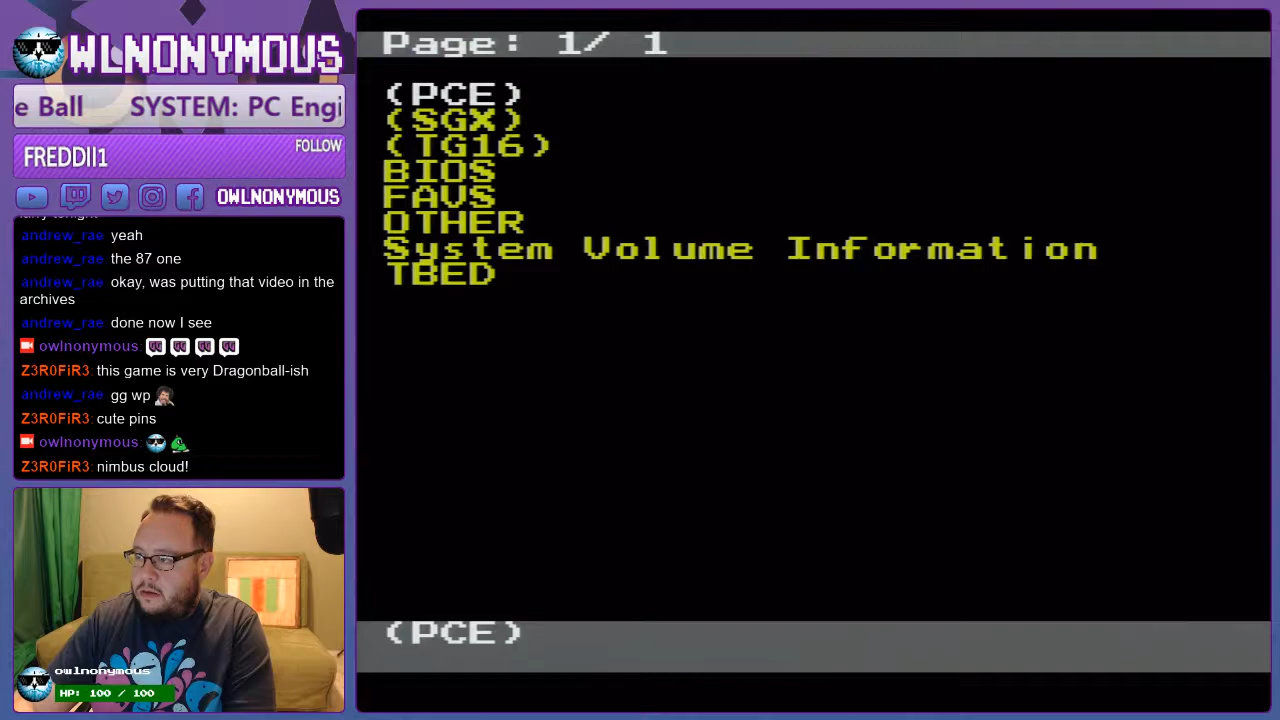 WLNONYMOUS
e Ball SYSTEM: PC Engi
FREDDII1
FOLLOW
OWLNONYMOUS
andrew_rae yeah
andrew_rae the 87 one
andrew_rae okay, was putting that video in the
archives
andrew_rae done now I see
owlnonymous:
Z3R0FiR3: this game is very Dragonball-ish
andrew_rae gg wp
Z3R0FiR3: cute pins
owlnonymous:
Z3R0FiR3: nimbus cloud!
owlnonymous
HP: 100 / 100
Page: 1/ 1
(PCE)
(SGX)
(TG16)
BIOS
FAVS
OTHER
System Volume Information
TBED
(PCE)